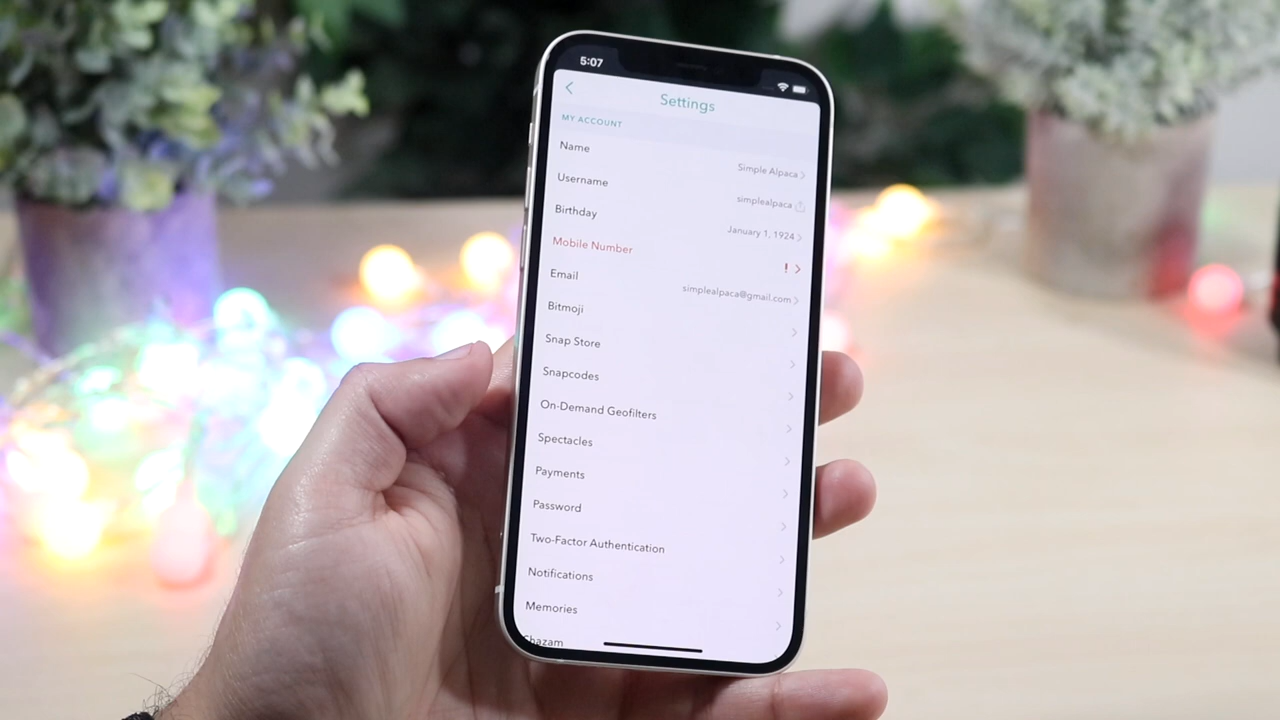 5:07
Settings
MY ACCOUNT
Name
Simple Alpaca
Username
simplealpaca
Birthday
January 1, 1924
Mobile Number
!
Email
simplealpaca@gmail.com
Bitmoji
Snap Store
Snapcodes
On-Demand Geofilters
Spectacles
Payments
Password
Two-Factor Authentication
Notifications
Memories
Shazam